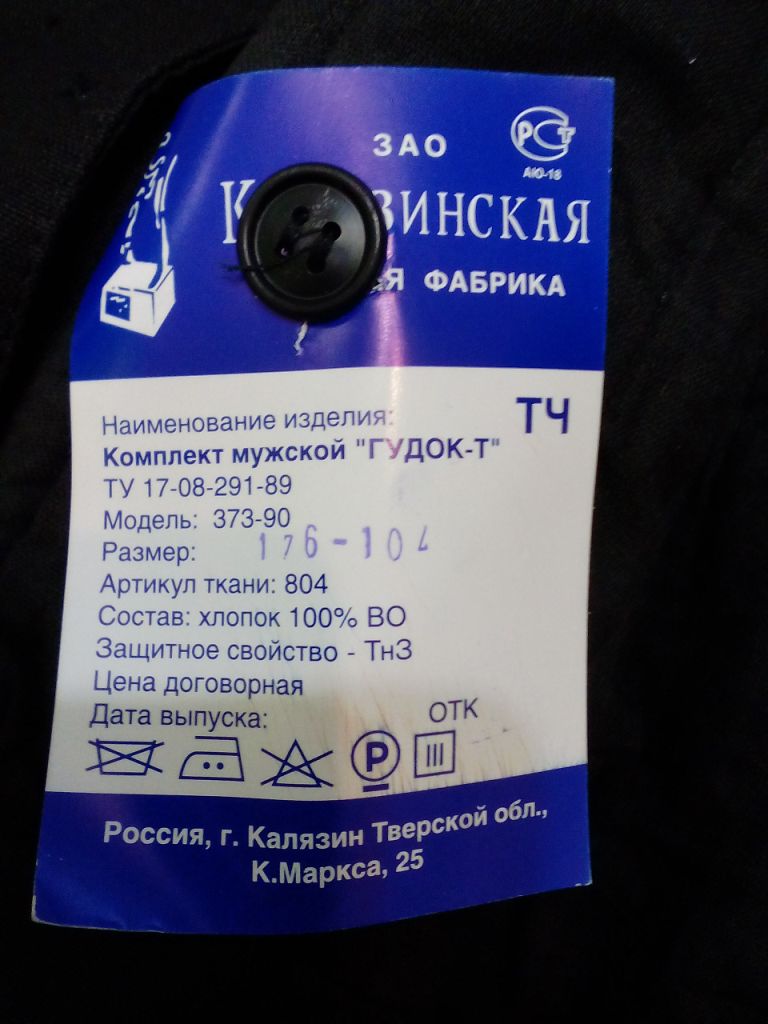 ЗАО
РСТ
АЮ-18
ФАБРИКА
ТЧ
Наименование изделия:
Комплект мужской "ГУДОК-Т"
ТУ 17-08-291-89
Модель: 373-90
Размер: 176-104
Артикул ткани: 804
Состав: хлопок 100% ВО
Защитное свойство - ТнЗ
Цена договорная
Дата выпуска: ОТК
P
Россия, г. Калязин Тверской обл.,
К.Маркса, 25